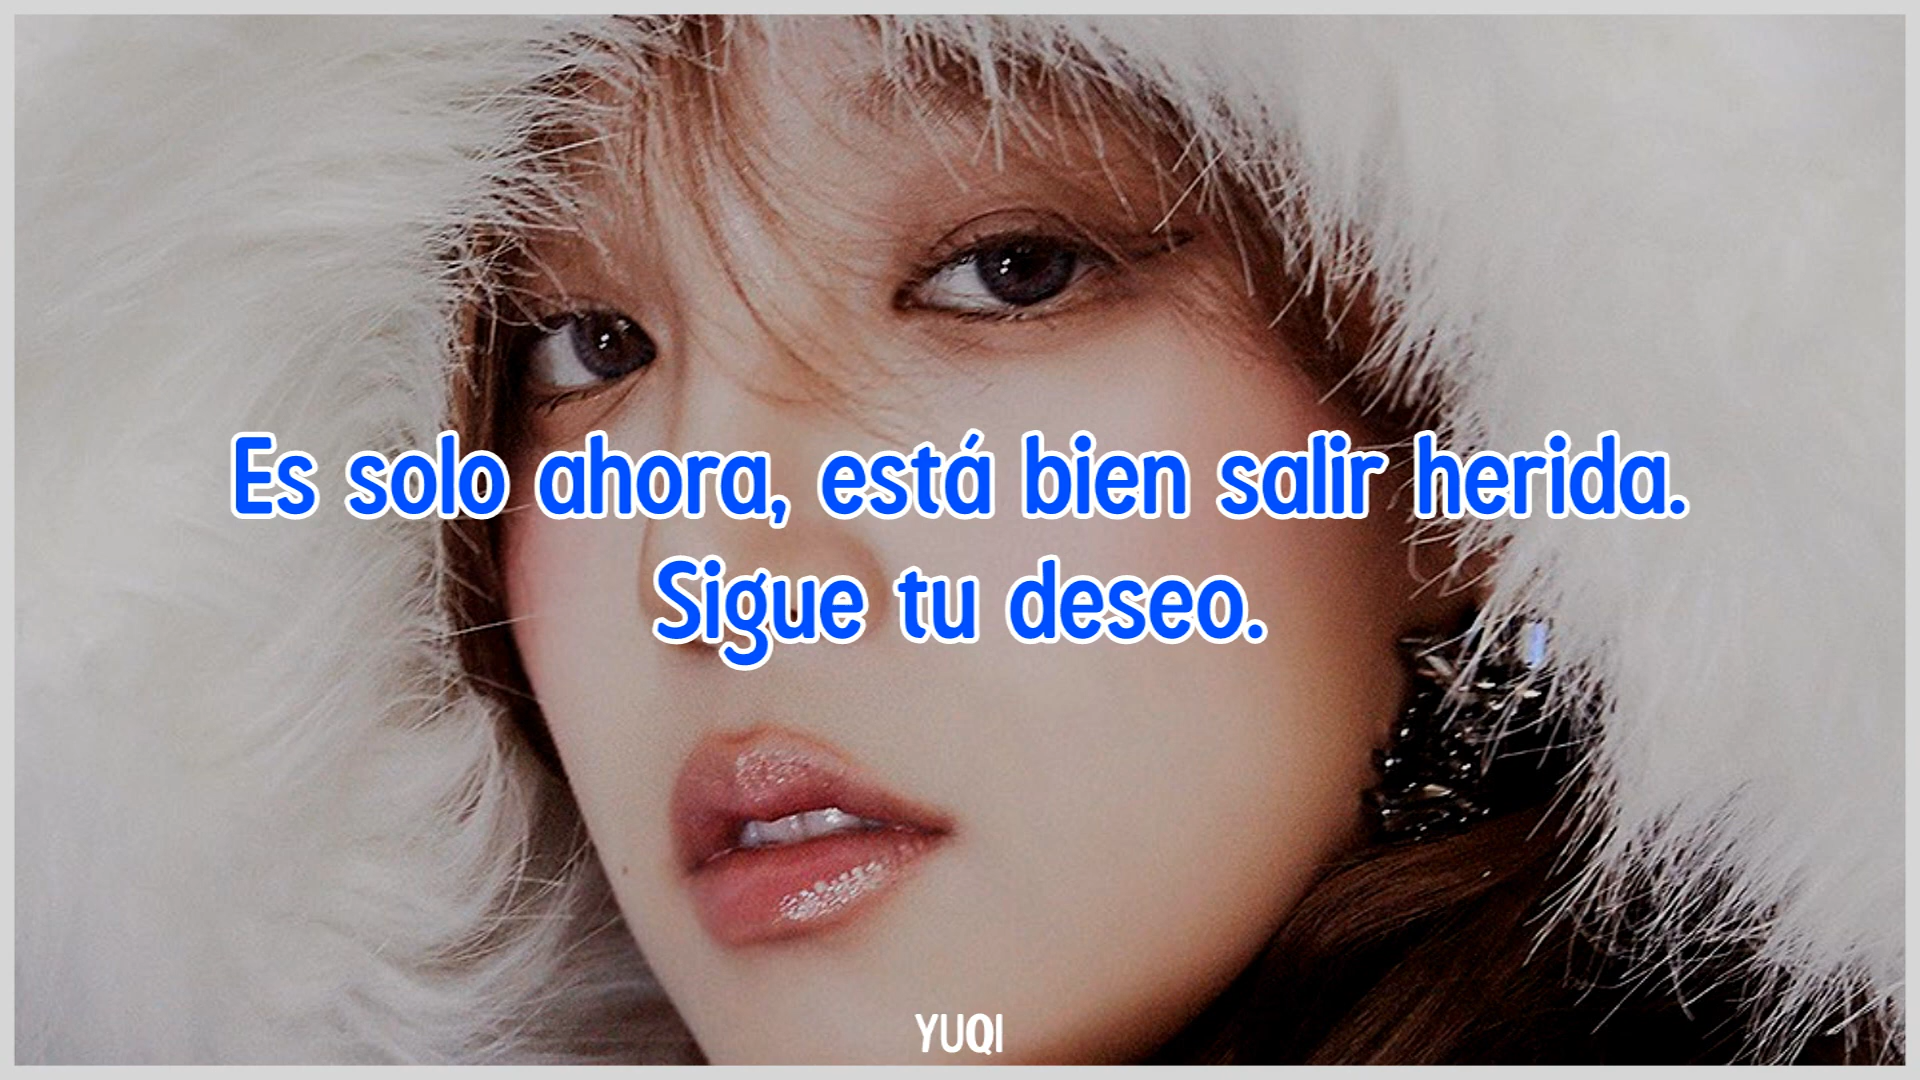 Es solo ahora, está bien salir herida.
Sigue tu deseo.
YUQI